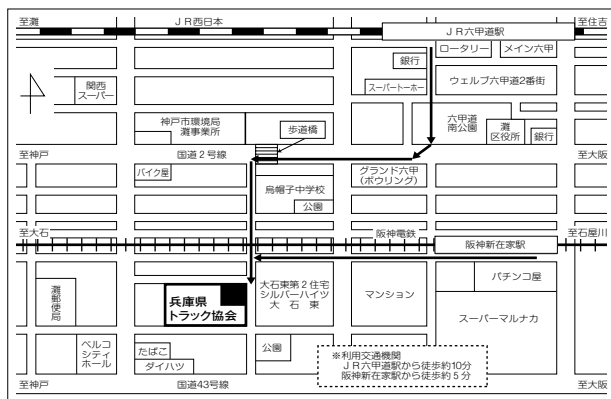 至灘
JR西日本
JR六甲道駅
至住吉
ロータリー
メイン六甲
銀行
関西
スーパー
スーパートーホー
ウェルブ六甲道2番街
神戸市環境局
灘事業所
歩道橋
六甲道
南公園
灘
区役所
銀行
至神戸
国道2号線
至大阪
バイク屋
烏帽子中学校
グランド六甲
(ボウリング)
公園
至大石
阪神電鉄
阪神新在家駅
至石屋川
灘郵便局
兵庫県
トラック協会
大石東第2住宅
シルバーハイツ
大石東
マンション
パチンコ屋
スーパーマルナカ
ベルコ
シティ
ホール
たばこ
ダイハツ
公園
※利用交通機関
JR六甲道駅から徒歩約10分
阪神新在家駅から徒歩約5分
至神戸
国道43号線
至大阪